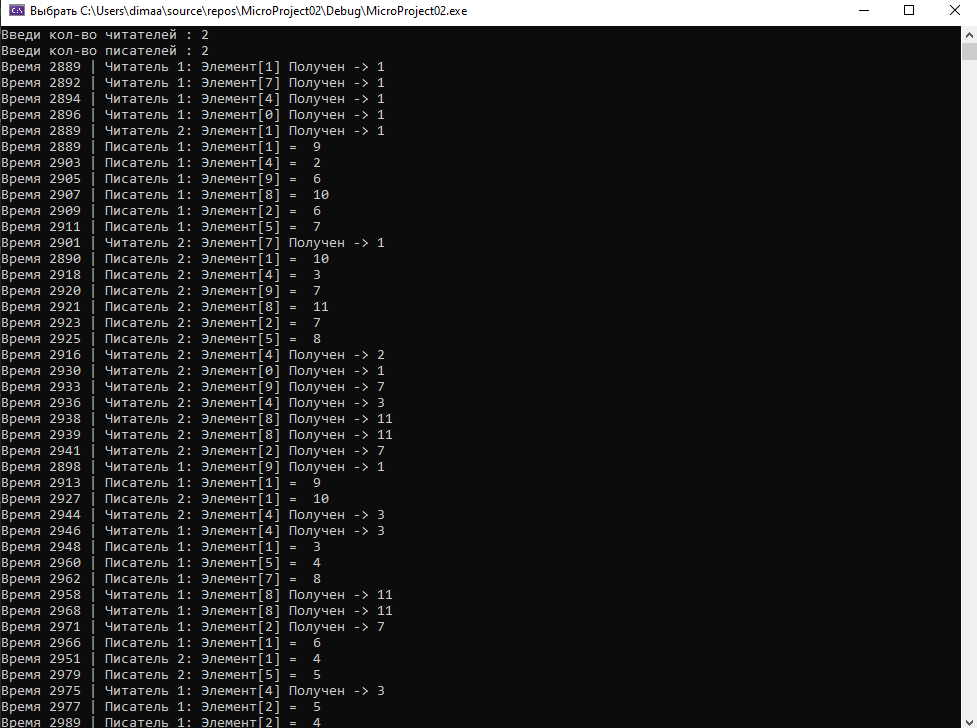 Выбрать C:\Users\dimaa\source\repos\MicroProject02\Debug\MicroProject02.exe
Введи кол-во читателей : 2
Введи кол-во писателей : 2
Время 2889 | Читатель 1: Элемент[1] Получен -> 1
Время 2892 | Читатель 1: Элемент[7] Получен -> 1
Время 2894 | Читатель 1: Элемент[4] Получен -> 1
Время 2896 | Читатель 1: Элемент[0] Получен -> 1
Время 2889 | Читатель 2: Элемент[1] Получен -> 1
Время 2889 | Писатель 1: Элемент[1] =  9
Время 2903 | Писатель 1: Элемент[4] =  2
Время 2905 | Писатель 1: Элемент[9] =  6
Время 2907 | Писатель 1: Элемент[8] =  10
Время 2909 | Писатель 1: Элемент[2] =  6
Время 2911 | Писатель 1: Элемент[5] =  7
Время 2901 | Читатель 2: Элемент[7] Получен -> 1
Время 2890 | Писатель 2: Элемент[1] =  10
Время 2918 | Писатель 2: Элемент[4] =  3
Время 2920 | Писатель 2: Элемент[9] =  7
Время 2921 | Писатель 2: Элемент[8] =  11
Время 2923 | Писатель 2: Элемент[2] =  7
Время 2925 | Писатель 2: Элемент[5] =  8
Время 2916 | Читатель 2: Элемент[4] Получен -> 2
Время 2930 | Читатель 2: Элемент[0] Получен -> 1
Время 2933 | Читатель 2: Элемент[9] Получен -> 7
Время 2936 | Читатель 2: Элемент[4] Получен -> 3
Время 2938 | Читатель 2: Элемент[8] Получен -> 11
Время 2939 | Читатель 2: Элемент[8] Получен -> 11
Время 2941 | Читатель 2: Элемент[2] Получен -> 7
Время 2898 | Читатель 1: Элемент[9] Получен -> 1
Время 2913 | Писатель 1: Элемент[1] =  9
Время 2927 | Писатель 2: Элемент[1] =  10
Время 2944 | Читатель 2: Элемент[4] Получен -> 3
Время 2946 | Читатель 1: Элемент[4] Получен -> 3
Время 2948 | Писатель 1: Элемент[1] =  3
Время 2960 | Писатель 1: Элемент[5] =  4
Время 2962 | Писатель 1: Элемент[7] =  8
Время 2958 | Читатель 1: Элемент[8] Получен -> 11
Время 2968 | Читатель 1: Элемент[8] Получен -> 11
Время 2971 | Читатель 1: Элемент[2] Получен -> 7
Время 2966 | Писатель 1: Элемент[1] =  6
Время 2951 | Писатель 2: Элемент[1] =  4
Время 2979 | Писатель 2: Элемент[5] =  5
Время 2975 | Читатель 1: Элемент[4] Получен -> 3
Время 2977 | Писатель 1: Элемент[2] =  5
Время 2989 | Писатель 1: Элемент[2] =  4